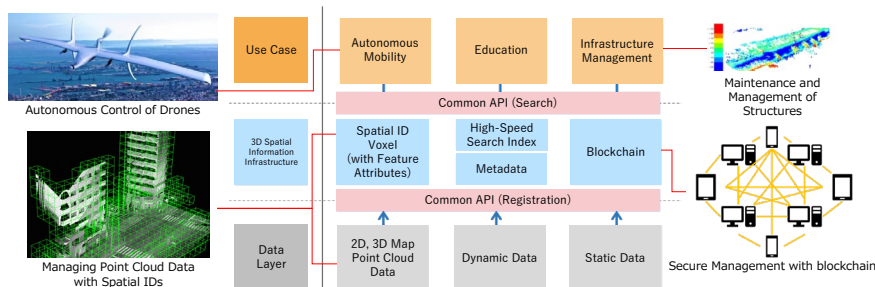 Use Case
Autonomous
Mobility
Education
Infrastructure
Management
Autonomous Control of Drones
Common API (Search)
Maintenance and
Management of
Structures
3D Spatial
Information
Infrastructure
Spatial ID
Voxel
(with Feature
Attributes)
High-Speed
Search Index
Metadata
Blockchain
Common API (Registration)
Managing Point Cloud Data
with Spatial IDs
Data
Layer
2D, 3D Map
Point Cloud
Data
Dynamic Data
Static Data
Secure Management with blockchain